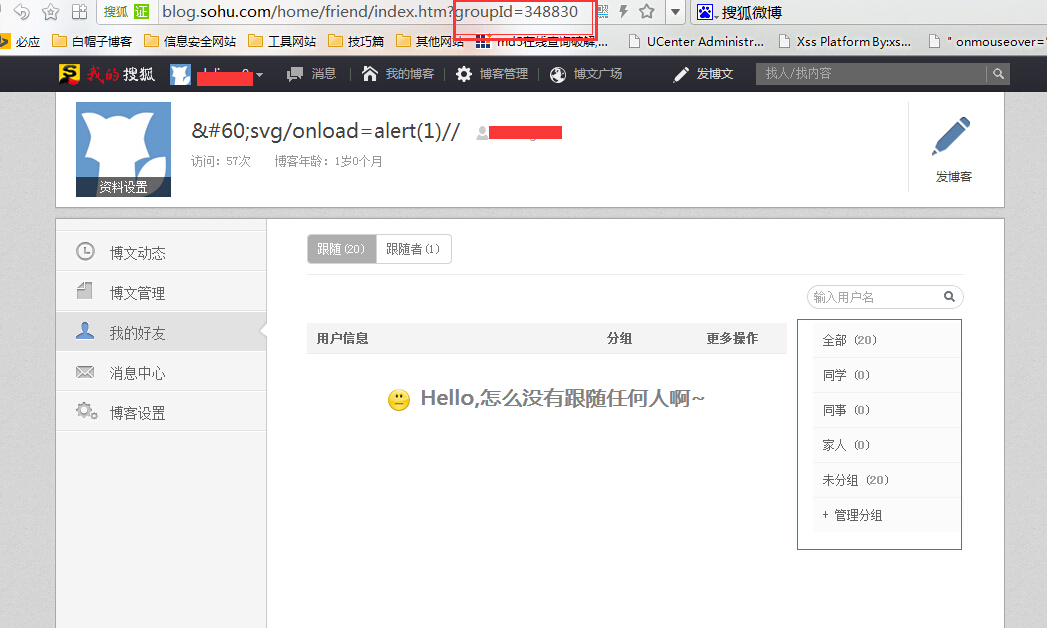 搜狐 证 blog.sohu.com/home/friend/index.htm?groupId=348830 搜狐微博
必应 白帽子博客 信息安全网站 工具网站 技巧篇 其他网站 md5在线查询破解,... UCenter Administr... Xss Platform By:xs... " onmouseover="
我的搜狐 消息 我的博客 博客管理 博文广场 发博文 找人/找内容
&#60;svg/onload=alert(1)//
访问：57次 博客年龄：1岁0个月
资料设置
发博客
博文动态
博文管理
我的好友
消息中心
博客设置
跟随 (20) 跟随者 (1)
输入用户名
用户信息 分组 更多操作
Hello,怎么没有跟随任何人啊~
全部 (20)
同学 (0)
同事 (0)
家人 (0)
未分组 (20)
+ 管理分组